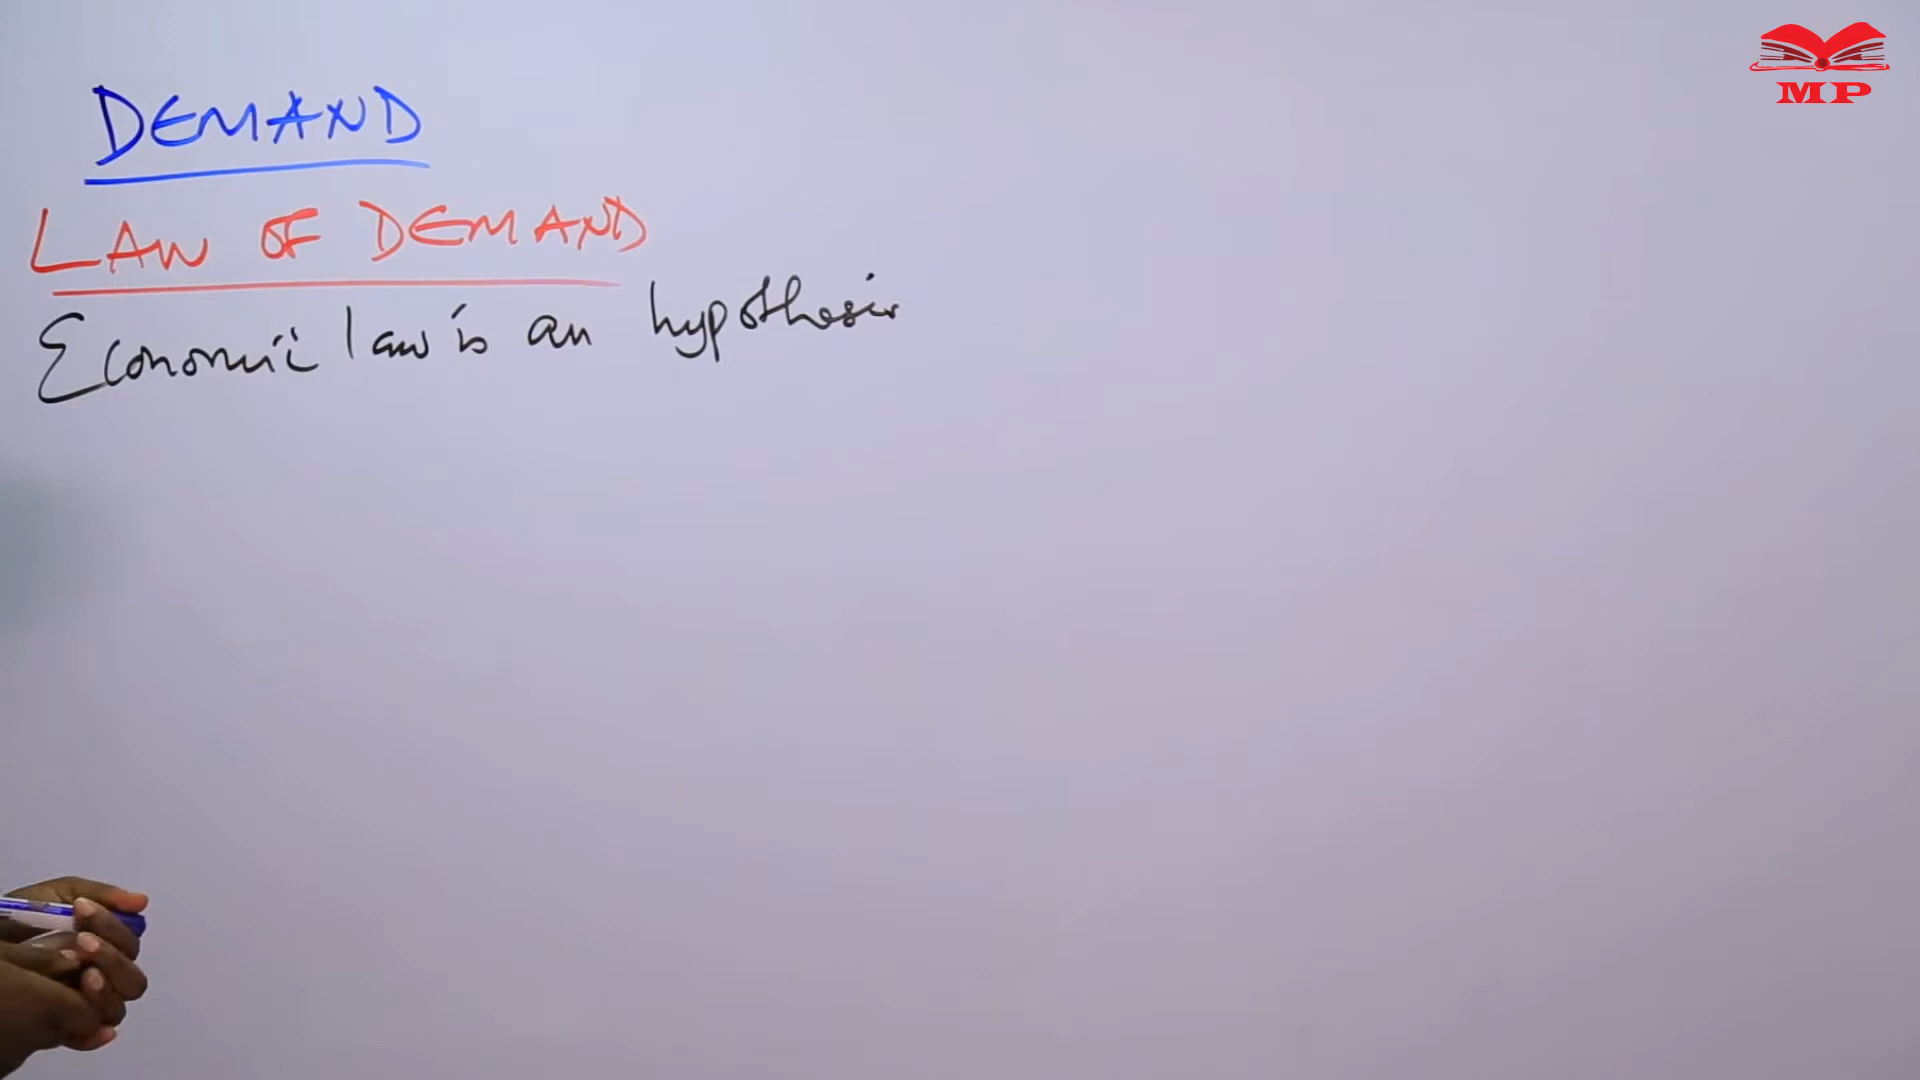 DEMAND
LAW OF DEMAND
Economic law is an hypothesis
MP